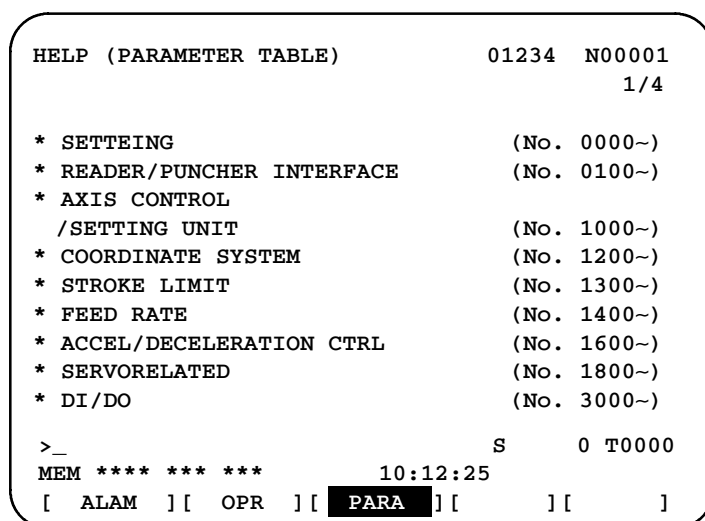 HELP (PARAMETER TABLE) 01234 N00001
1/4
* SETTEING (No. 0000~)
* READER/PUNCHER INTERFACE (No. 0100~)
* AXIS CONTROL
/SETTING UNIT (No. 1000~)
* COORDINATE SYSTEM (No. 1200~)
* STROKE LIMIT (No. 1300~)
* FEED RATE (No. 1400~)
* ACCEL/DECELERATION CTRL (No. 1600~)
* SERVORELATED (No. 1800~)
* DI/DO (No. 3000~)
>_ S 0 T0000
MEM **** *** *** 10:12:25
[ ALAM ][ OPR ][ PARA ][ ][ ]